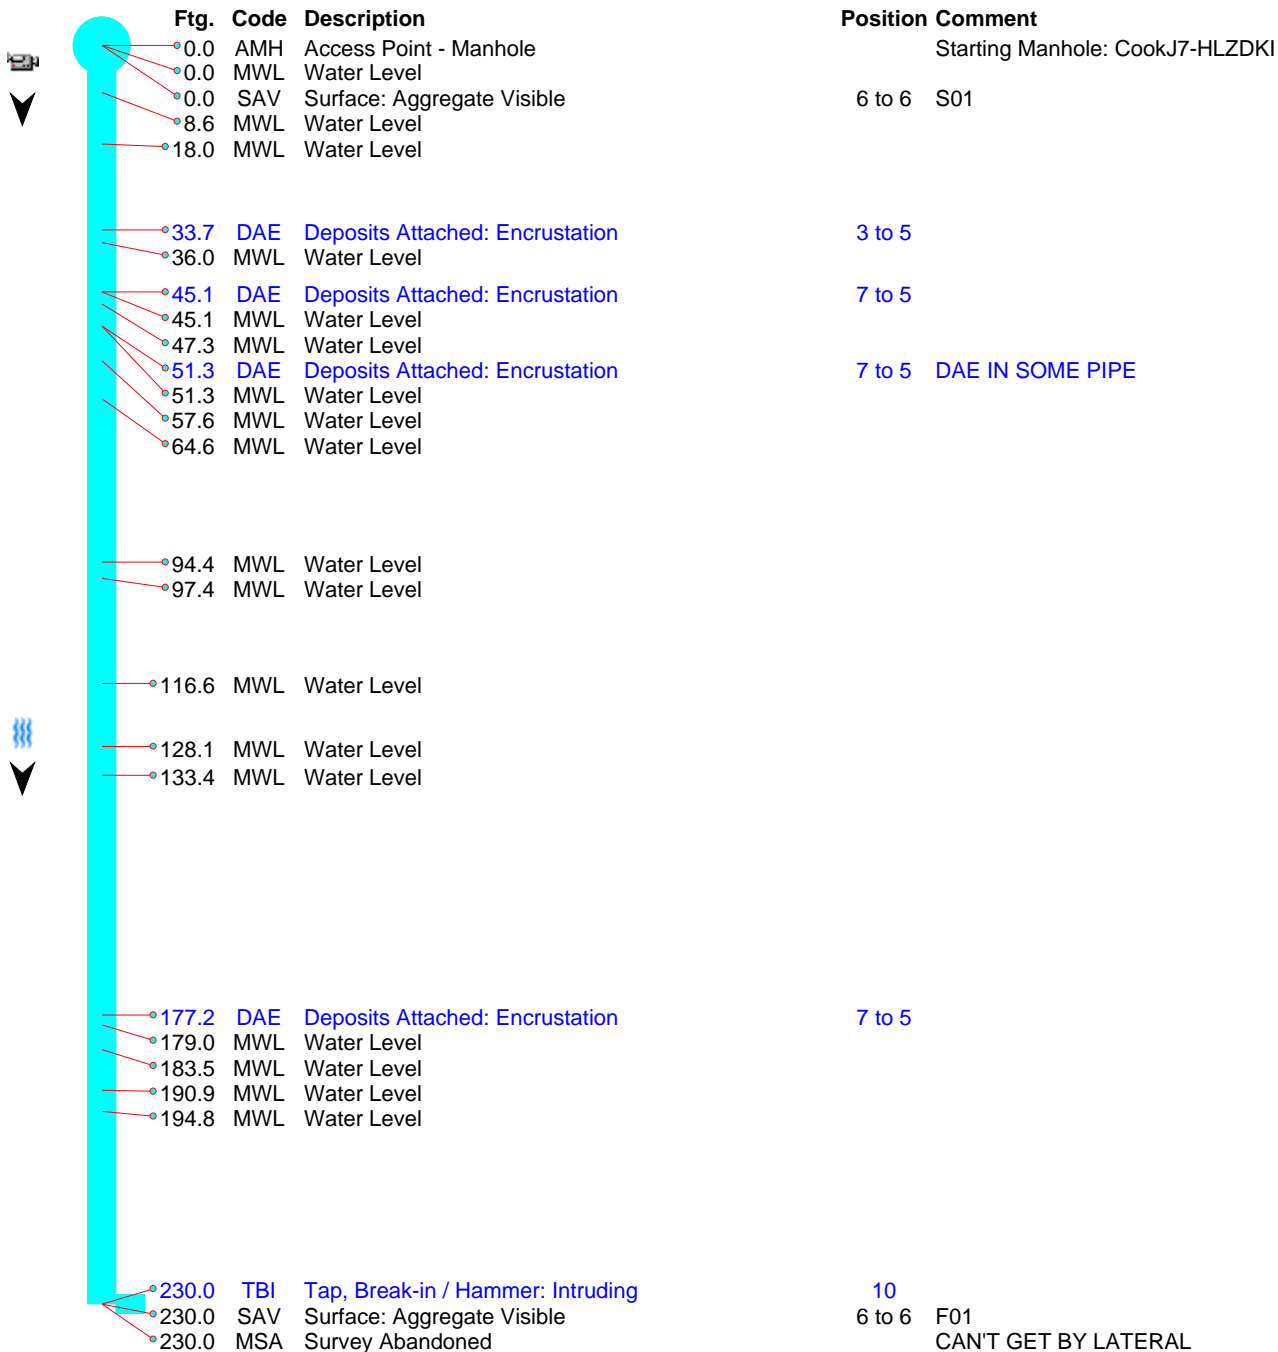 Ftg. Code Description Position Comment
0.0 AMH Access Point - Manhole Starting Manhole: CookJ7-HLZDKI
0.0 MWL Water Level
0.0 SAV Surface: Aggregate Visible 6 to 6 S01
8.6 MWL Water Level
18.0 MWL Water Level
33.7 DAE Deposits Attached: Encrustation 3 to 5
36.0 MWL Water Level
45.1 DAE Deposits Attached: Encrustation 7 to 5
45.1 MWL Water Level
47.3 MWL Water Level
51.3 DAE Deposits Attached: Encrustation 7 to 5 DAE IN SOME PIPE
51.3 MWL Water Level
57.6 MWL Water Level
64.6 MWL Water Level
94.4 MWL Water Level
97.4 MWL Water Level
116.6 MWL Water Level
128.1 MWL Water Level
133.4 MWL Water Level
177.2 DAE Deposits Attached: Encrustation 7 to 5
179.0 MWL Water Level
183.5 MWL Water Level
190.9 MWL Water Level
194.8 MWL Water Level
230.0 TBI Tap, Break-in / Hammer: Intruding 10
230.0 SAV Surface: Aggregate Visible 6 to 6 F01
230.0 MSA Survey Abandoned CAN'T GET BY LATERAL